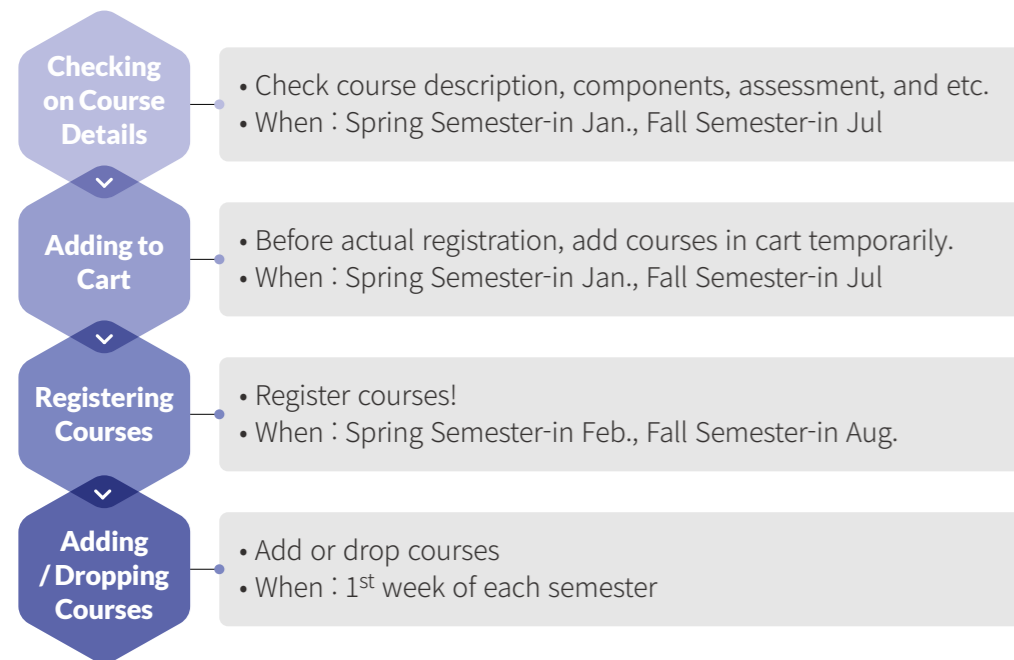 Checking
on Course
Details
• Check course description, components, assessment, and etc.
• When : Spring Semester-in Jan., Fall Semester-in Jul
Adding to
Cart
• Before actual registration, add courses in cart temporarily.
• When : Spring Semester-in Jan., Fall Semester-in Jul
Registering
Courses
• Register courses!
• When : Spring Semester-in Feb., Fall Semester-in Aug.
Adding
/ Dropping
Courses
• Add or drop courses
• When : 1st week of each semester